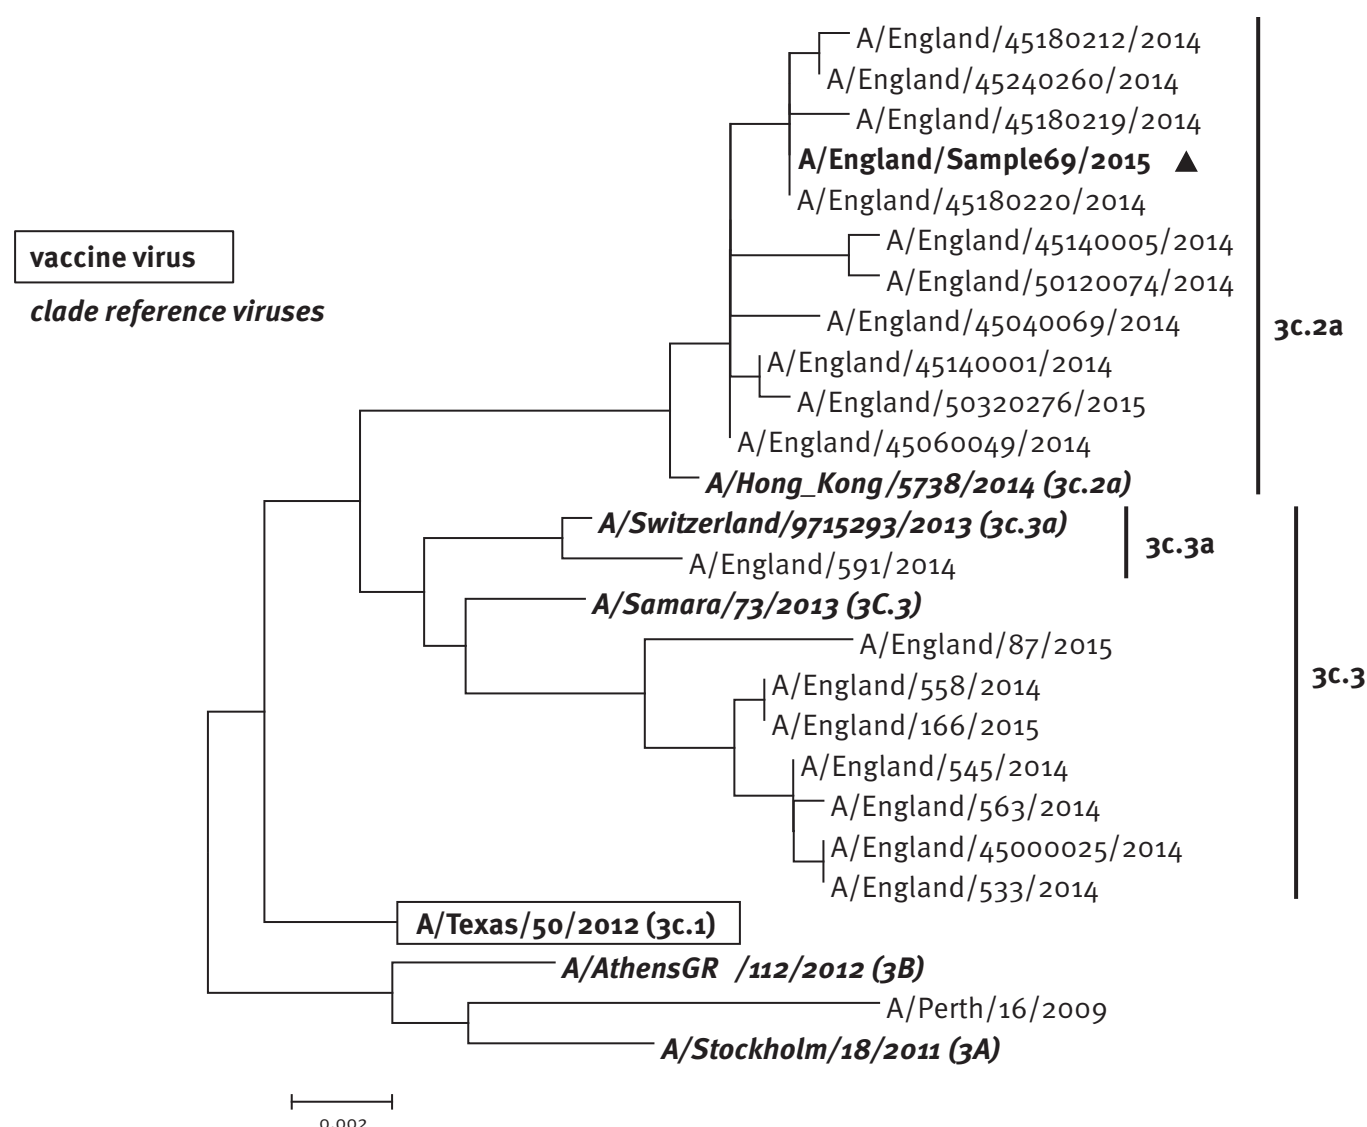 A/England/45180212/2014
A/England/45240260/2014
A/England/45180219/2014
A/England/Sample69/2015 ▲
A/England/45180220/2014
A/England/45140005/2014
vaccine virus
A/England/50120074/2014
clade reference viruses
A/England/45040069/2014
3c.2a
A/England/45140001/2014
A/England/50320276/2015
A/England/45060049/2014
A/Hong_Kong/5738/2014 (3c.2a)
A/Switzerland/9715293/2013 (3c.3a)
3c.3a
A/England/591/2014
A/Samara/73/2013 (3C.3)
A/England/87/2015
3c.3
A/England/558/2014
A/England/166/2015
A/England/545/2014
A/England/563/2014
A/England/45000025/2014
A/England/533/2014
A/Texas/50/2012 (3c.1)
A/AthensGR /112/2012 (3B)
A/Perth/16/2009
A/Stockholm/18/2011 (3A)
0.002